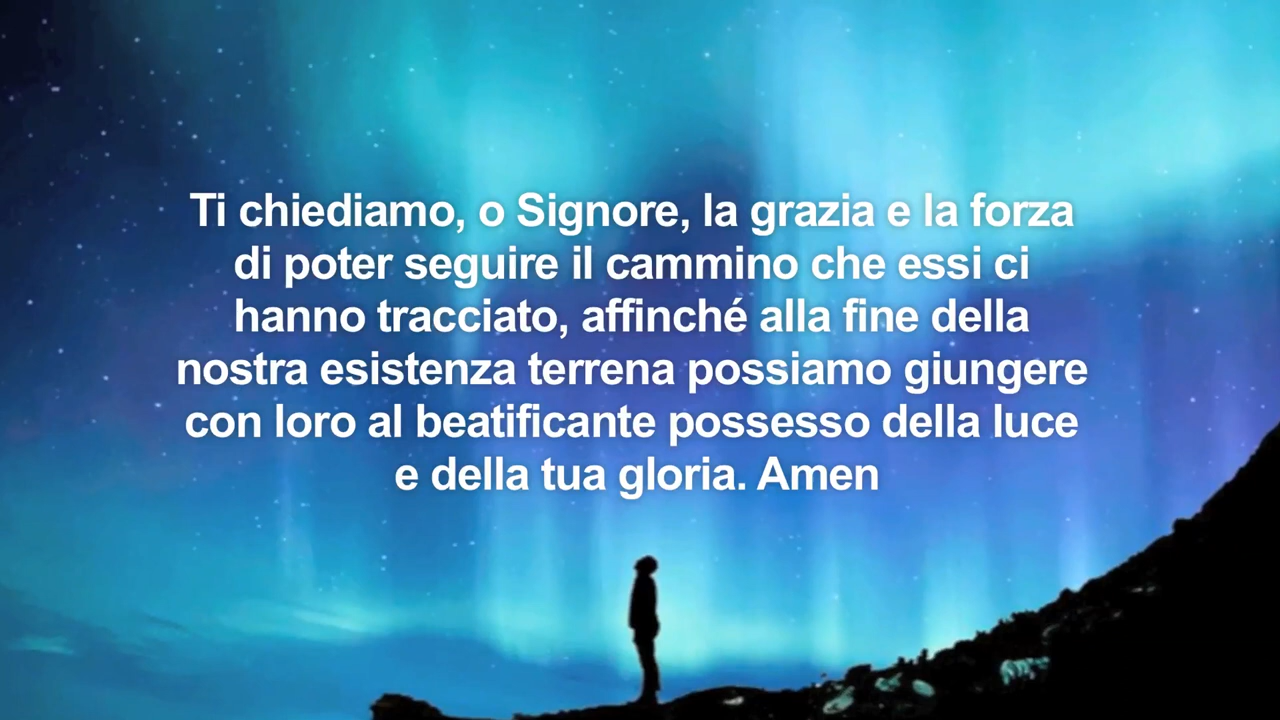 Ti chiediamo, o Signore, la grazia e la forza
di poter seguire il cammino che essi ci
hanno tracciato, affinché alla fine della
nostra esistenza terrena possiamo giungere
con loro al beatificante possesso della luce
e della tua gloria. Amen